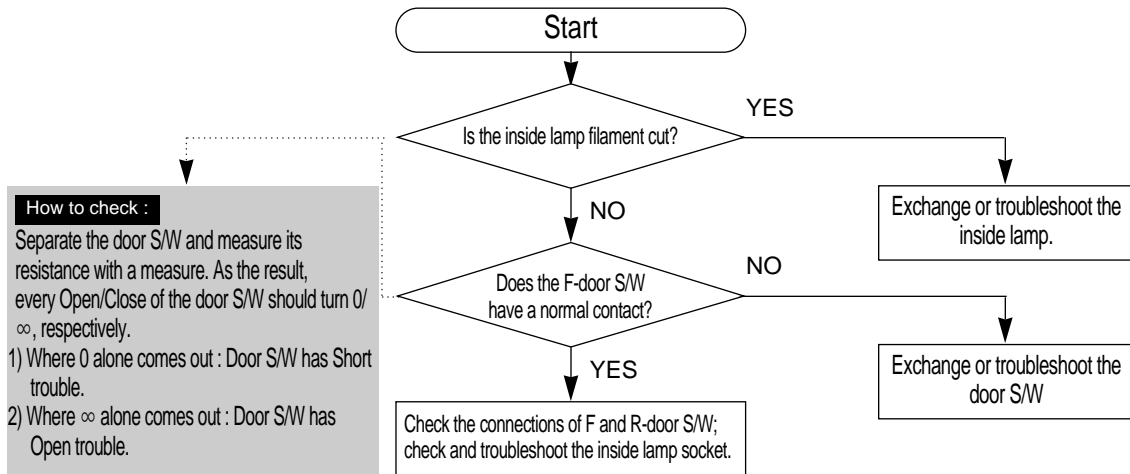 Start
Is the inside lamp filament cut?
YES
Exchange or troubleshoot the
inside lamp.
NO
Does the F-door S/W
have a normal contact?
NO
Exchange or troubleshoot the
door S/W
YES
Check the connections of F and R-door S/W;
check and troubleshoot the inside lamp socket.
How to check :
Separate the door S/W and measure its
resistance with a measure. As the result,
every Open/Close of the door S/W should turn 0/
∞, respectively.
1) Where 0 alone comes out : Door S/W has Short
trouble.
2) Where ∞ alone comes out : Door S/W has
Open trouble.